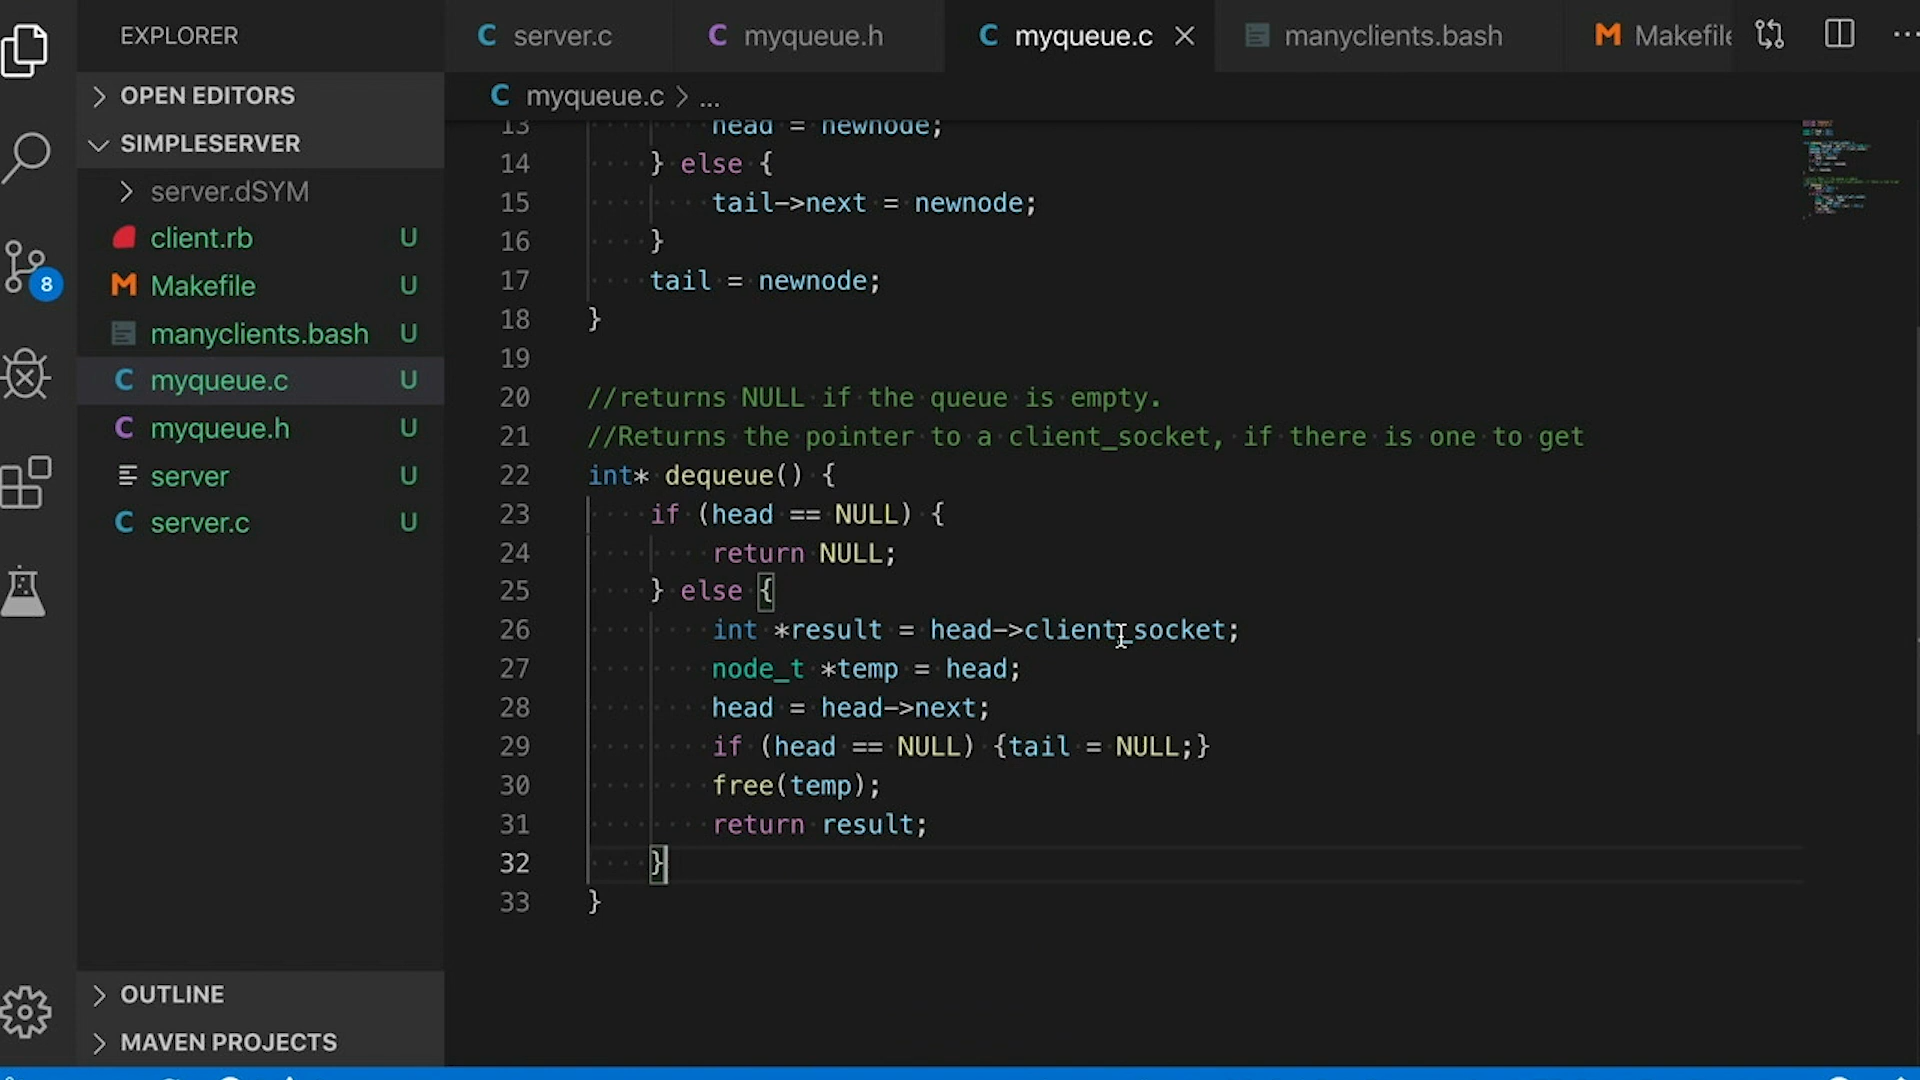 EXPLORER
OPEN EDITORS
SIMPLESERVER
server.dSYM
client.rb U
Makefile U
manyclients.bash U
myqueue.c U
myqueue.h U
server U
server.c U
8
OUTLINE
MAVEN PROJECTS
server.c myqueue.h myqueue.c manyclients.bash Makefile
myqueue.c > ...
13 head = newnode;
14 } else {
15 tail->next = newnode;
16 }
17 tail = newnode;
18 }
19
20 //returns NULL if the queue is empty.
21 //Returns the pointer to a client_socket, if there is one to get
22 int* dequeue() {
23 if (head == NULL) {
24 return NULL;
25 } else {
26 int *result = head->client_socket;
27 node_t *temp = head;
28 head = head->next;
29 if (head == NULL) {tail = NULL;}
30 free(temp);
31 return result;
32 }
33 }